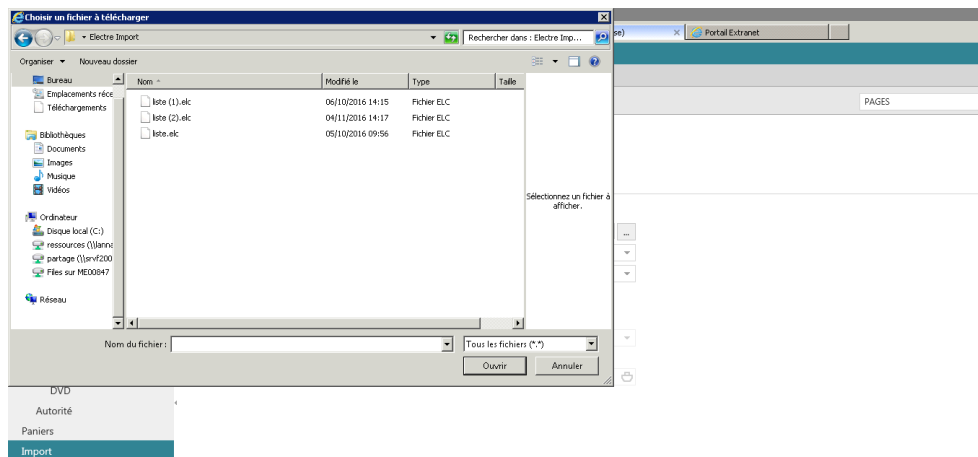 Choisir un fichier à télécharger
Electre Import
Rechercher dans : Electre Imp...
se)
Portail Extranet
Organiser
Nouveau dossier
Bureau
Emplacements réce
Téléchargements
Bibliothèques
Documents
Images
Musique
Vidéos
Ordinateur
Disque local (C:)
ressources (\\lanna
partage (\\srvf200
Files sur ME00847
Réseau
Nom
Modifié le
Type
Taille
liste (1).elc
06/10/2016 14:15
Fichier ELC
liste (2).elc
04/11/2016 14:17
Fichier ELC
liste.elc
05/10/2016 09:56
Fichier ELC
Sélectionnez un fichier à
afficher.
PAGES
...
Nom du fichier :
Tous les fichiers (*.*)
Ouvrir
Annuler
DVD
Autorité
Paniers
Import